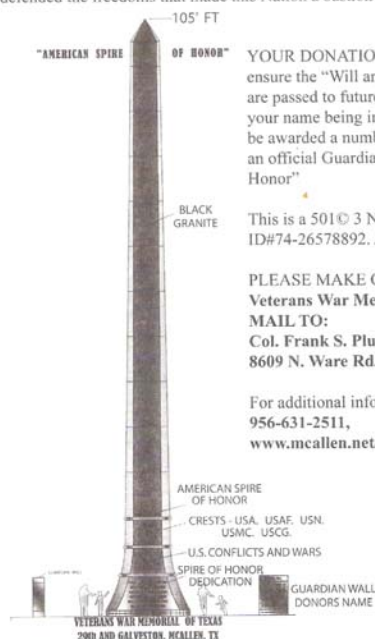 defended the freedoms that made this Nation a
105' FT
"AMERICAN SPIRE OF HONOR"
YOUR DONATIO
ensure the "Will an
are passed to future
your name being in
be awarded a numb
an official Guardia
Honor"
BLACK
GRANITE
This is a 501© 3 N
ID#74-26578892.
PLEASE MAKE C
Veterans War Me
MAIL TO:
Col. Frank S. Plu
8609 N. Ware Rd.
For additional info
956-631-2511,
www.mcallen.net
AMERICAN SPIRE
OF HONOR
CRESTS - USA. USAF. USN.
USMC. USCG.
U.S. CONFLICTS AND WARS
SPIRE OF HONOR
DEDICATION
GUARDIAN WALL
GUARDIAN WALL
DONORS NAME
VETERANS WAR MEMORIAL OF TEXAS
29TH AND GALVESTON, MCALLEN, TX